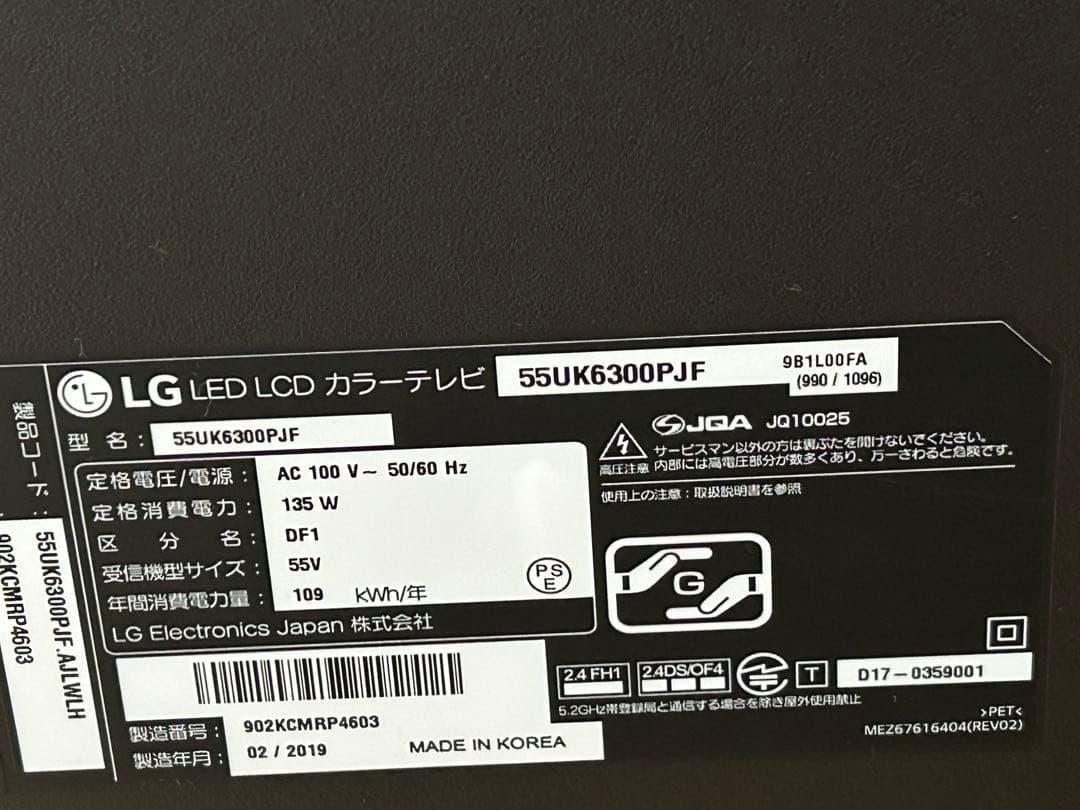 LG LED LCD カラーテレビ 55UK6300PJF 9B1L00FA
(990 / 1096)
型 名 : 55UK6300PJF
定格電圧/電源 : AC 100 V~ 50/60 Hz
定格消費電力 : 135 W
区 分 名 : DF1
受信機型サイズ : 55V
年間消費電力量 : 109 kWh/年
PS
E
LG Electronics Japan 株式会社
JQA JQ10025
サービスマン以外の方は裏ぶたを開けないでください。
高圧注意 内部には高電圧部分が数多くあり、万一さわると危険です。
使用上の注意 : 取扱説明書を参照
G
2.4 FH1 2.4DS/OF4 T D17-0359001
5.2GHz帯登録局と通信する場合を除き屋外使用禁止
>PET<
MEZ67616404(REV02)
製造番号 : 902KCMRP4603
製造年月 : 02 / 2019 MADE IN KOREA
製品コード :
55UK6300PJF.AJLWLH
902KCMRP4603